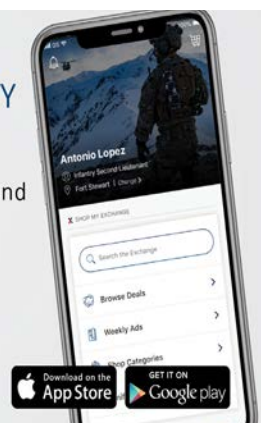 Y
nd
Antonio Lopez
Infantry Second Lieutenant
Fort Stewart | Change >
X SHOP MY EXCHANGE
Search the Exchange
Browse Deals
Weekly Ads
Shop Categories
Download on the
App Store
GET IT ON
Google play